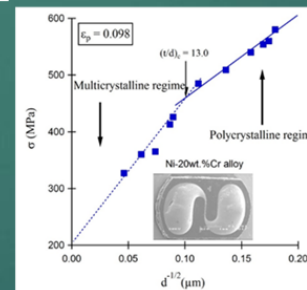 600
εₚ = 0.098
(t/d)c = 13.0
500
Multicrystalline regime
σ (MPa)
400
Polycrystalline regim
Ni-20wt.%Cr alloy
300
200
0.00 0.05 0.10 0.15 0.20
d⁻¹/² (μm)